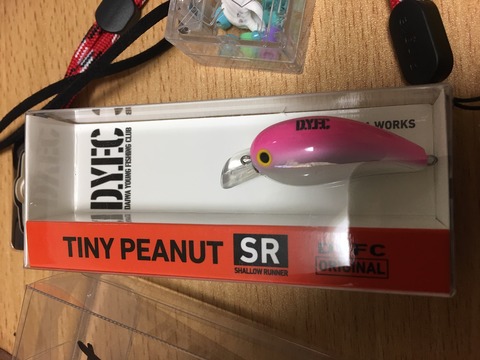 D.Y.F.C
DAIWA YOUNG FISHING CLUB
D.Y.F.C
WORKS
TINY PEANUT SR
SHALLOW RUNNER
ORIGINAL